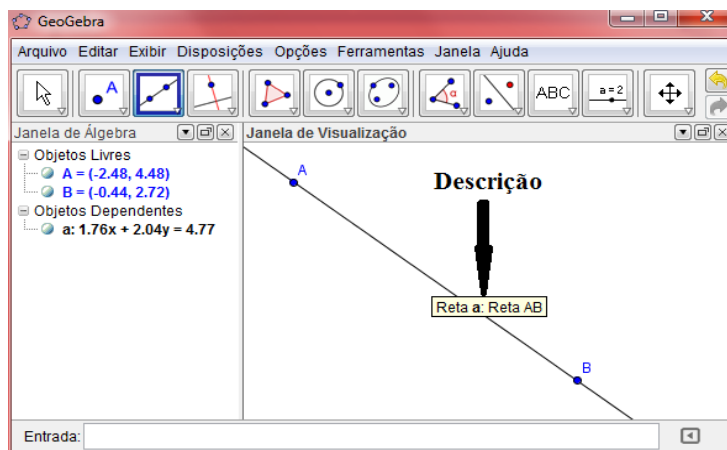 GeoGebra
Arquivo Editar Exibir Disposições Opções Ferramentas Janela Ajuda
A
α
ABC
a=2
Janela de Álgebra
Janela de Visualização
Objetos Livres
A = (-2.48, 4.48)
B = (-0.44, 2.72)
Objetos Dependentes
a: 1.76x + 2.04y = 4.77
A
Descrição
Reta a: Reta AB
B
Entrada: